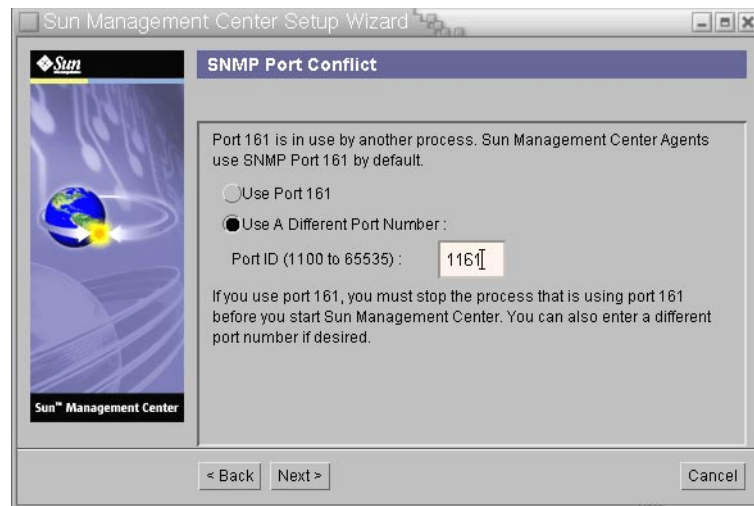 Sun Management Center Setup Wizard
Sun
SNMP Port Conflict
Port 161 is in use by another process. Sun Management Center Agents
use SNMP Port 161 by default.
Use Port 161
Use A Different Port Number :
Port ID (1100 to 65535) :
1161
If you use port 161, you must stop the process that is using port 161
before you start Sun Management Center. You can also enter a different
port number if desired.
Sun™ Management Center
< Back
Next >
Cancel